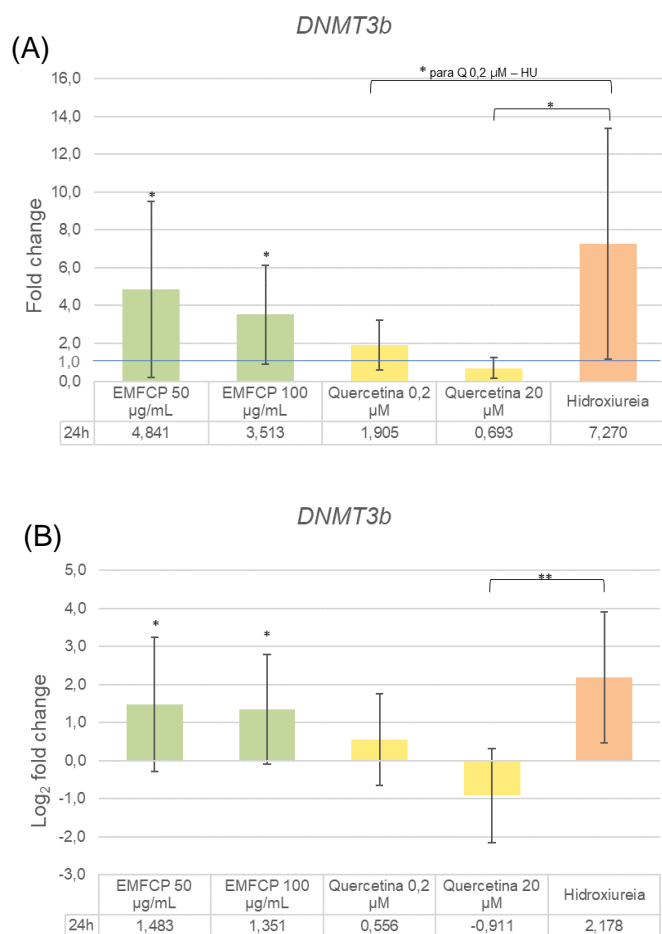 DNMT3b
(A)
* para Q 0,2 µM – HU
16,0
14,0
12,0
10,0
8,0
6,0
4,0
2,0
1,0
0,0
Fold change
*
*
*
EMFCP 50 µg/mL
EMFCP 100 µg/mL
Quercetina 0,2 µM
Quercetina 20 µM
Hidroxiureia
24h 4,841 3,513 1,905 0,693 7,270
DNMT3b
(B)
5,0
4,0
3,0
2,0
1,0
0,0
-1,0
-2,0
-3,0
Log₂ fold change
*
*
**
EMFCP 50 µg/mL
EMFCP 100 µg/mL
Quercetina 0,2 µM
Quercetina 20 µM
Hidroxiureia
24h 1,483 1,351 0,556 -0,911 2,178